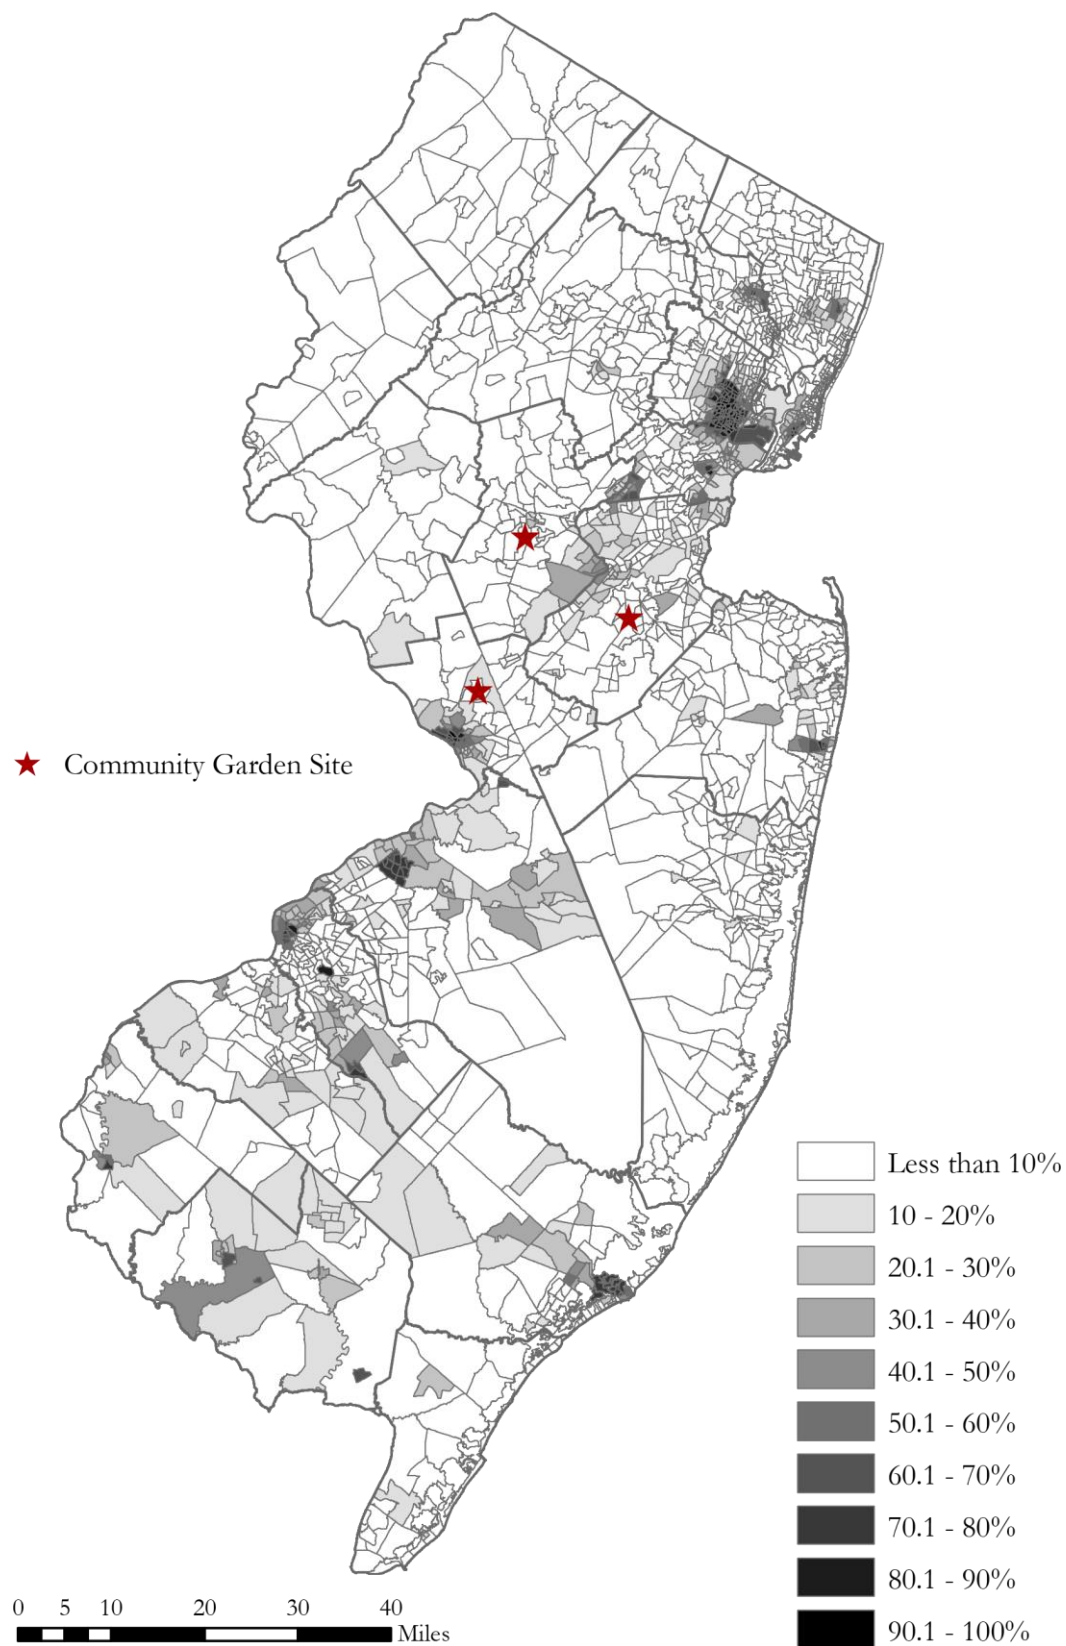 Community Garden Site
Less than 10%
10 - 20%
20.1 - 30%
30.1 - 40%
40.1 - 50%
50.1 - 60%
60.1 - 70%
70.1 - 80%
80.1 - 90%
90.1 - 100%
0 5 10 20 30 40
Miles